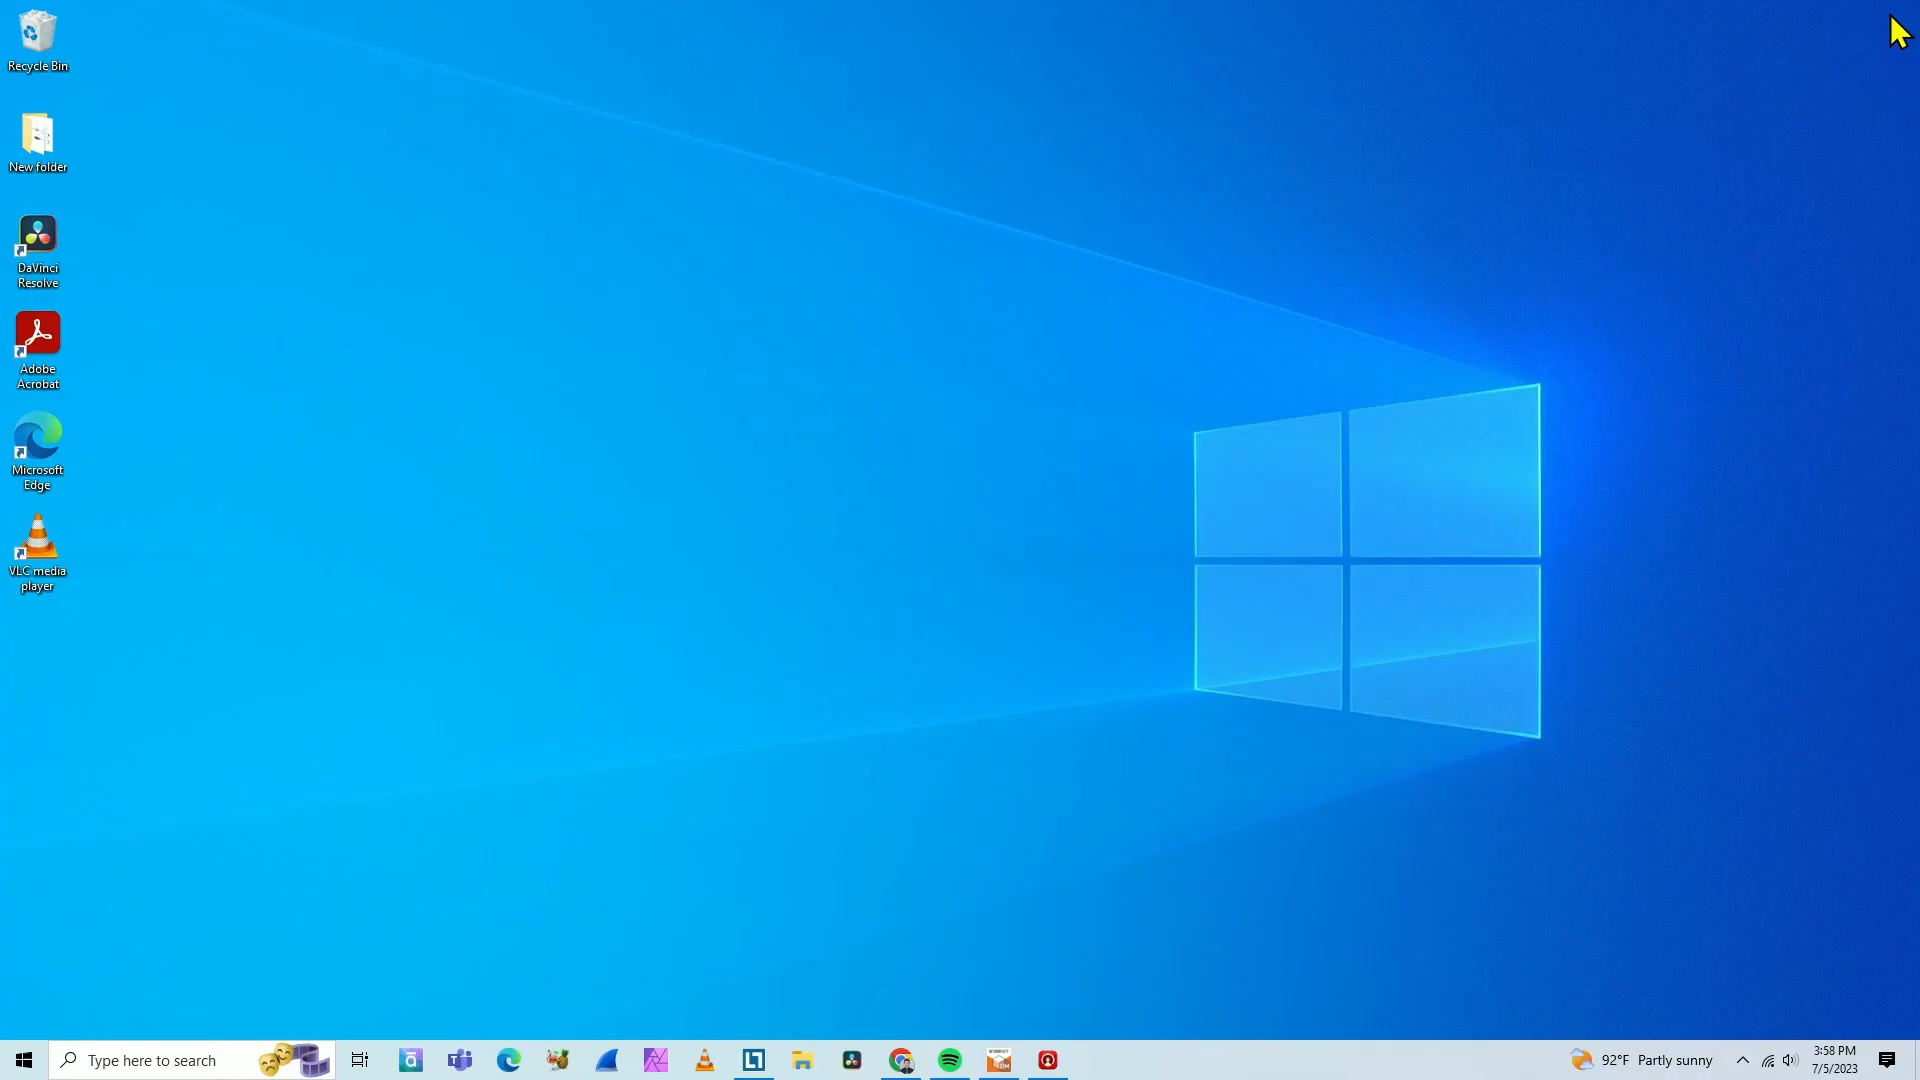 Recycle Bin
New folder
DaVinci
Resolve
Adobe
Acrobat
Microsoft
Edge
VLC media
player
Type here to search
92°F Partly sunny
3:58 PM
7/5/2023